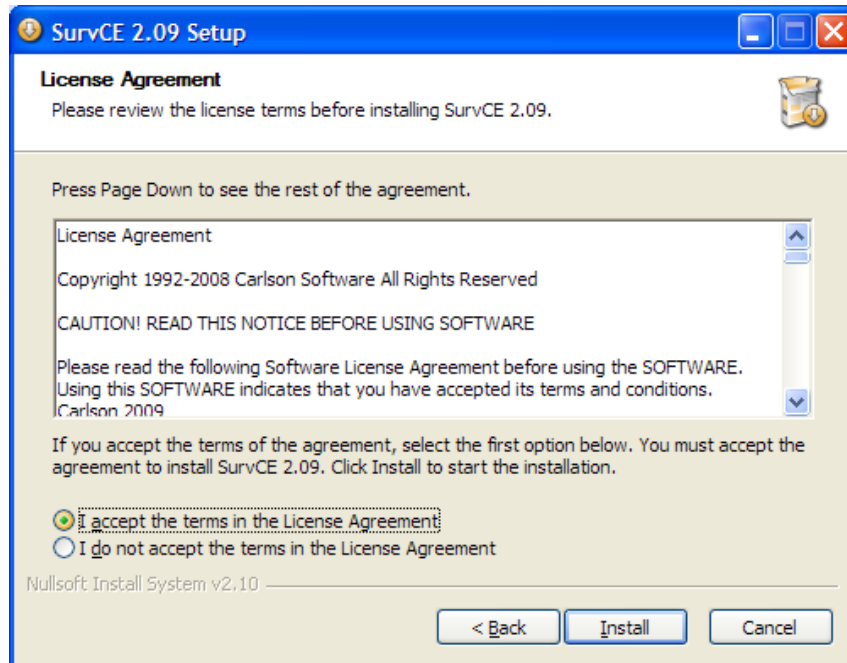 SurvCE 2.09 Setup
License Agreement
Please review the license terms before installing SurvCE 2.09.
Press Page Down to see the rest of the agreement.
License Agreement
Copyright 1992-2008 Carlson Software All Rights Reserved
CAUTION! READ THIS NOTICE BEFORE USING SOFTWARE
Please read the following Software License Agreement before using the SOFTWARE.
Using this SOFTWARE indicates that you have accepted its terms and conditions.
Carlson 2009
If you accept the terms of the agreement, select the first option below. You must accept the
agreement to install SurvCE 2.09. Click Install to start the installation.
I accept the terms in the License Agreement
I do not accept the terms in the License Agreement
Nullsoft Install System v2.10
< Back Install Cancel